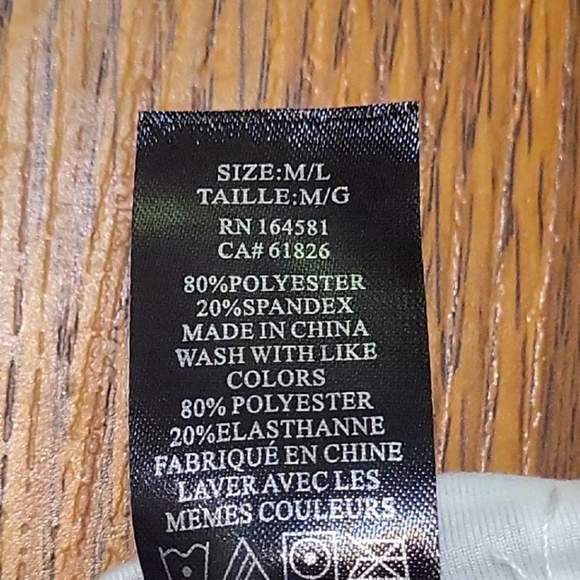 SIZE:M/L
TAILLE:M/G
RN 164581
CA# 61826
80%POLYESTER
20%SPANDEX
MADE IN CHINA
WASH WITH LIKE
COLORS
80% POLYESTER
20%ELASTHANNE
FABRIQUÉ EN CHINE
LAVER AVEC LES
MEMES COULEURS